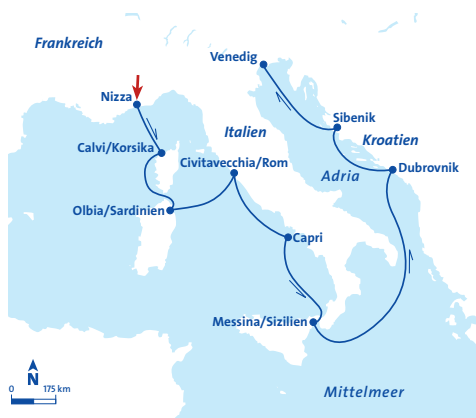 Frankreich
Venedig
Nizza
Sibenik
Italien
Kroatien
Calvi/Korsika
Civitavecchia/Rom
Dubrovnik
Adria
Olbia/Sardinien
Capri
Messina/Sizilien
N
0 175 km
Mittelmeer